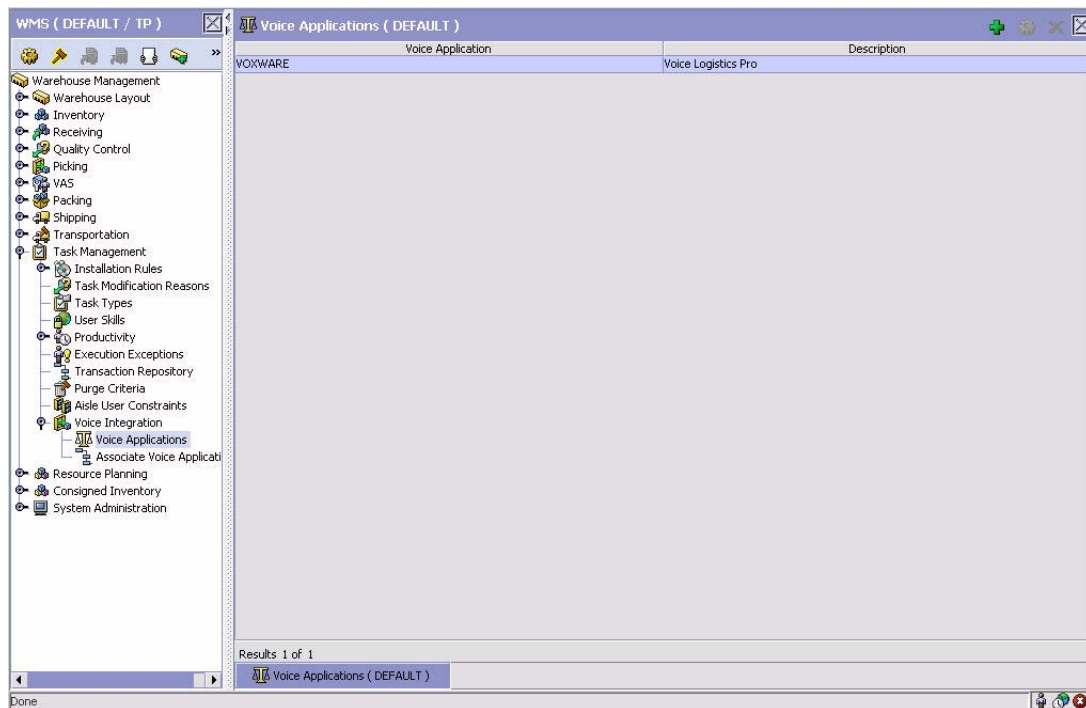 WMS ( DEFAULT / TP )
»
Warehouse Management
Warehouse Layout
Inventory
Receiving
Quality Control
Picking
VAS
Packing
Shipping
Transportation
Task Management
Installation Rules
Task Modification Reasons
Task Types
User Skills
Productivity
Execution Exceptions
Transaction Repository
Purge Criteria
Aisle User Constraints
Voice Integration
Voice Applications
Associate Voice Applicati
Resource Planning
Consigned Inventory
System Administration
Voice Applications ( DEFAULT )
Voice Application Description
VOXWARE Voice Logistics Pro
Results 1 of 1
Voice Applications ( DEFAULT )
Done